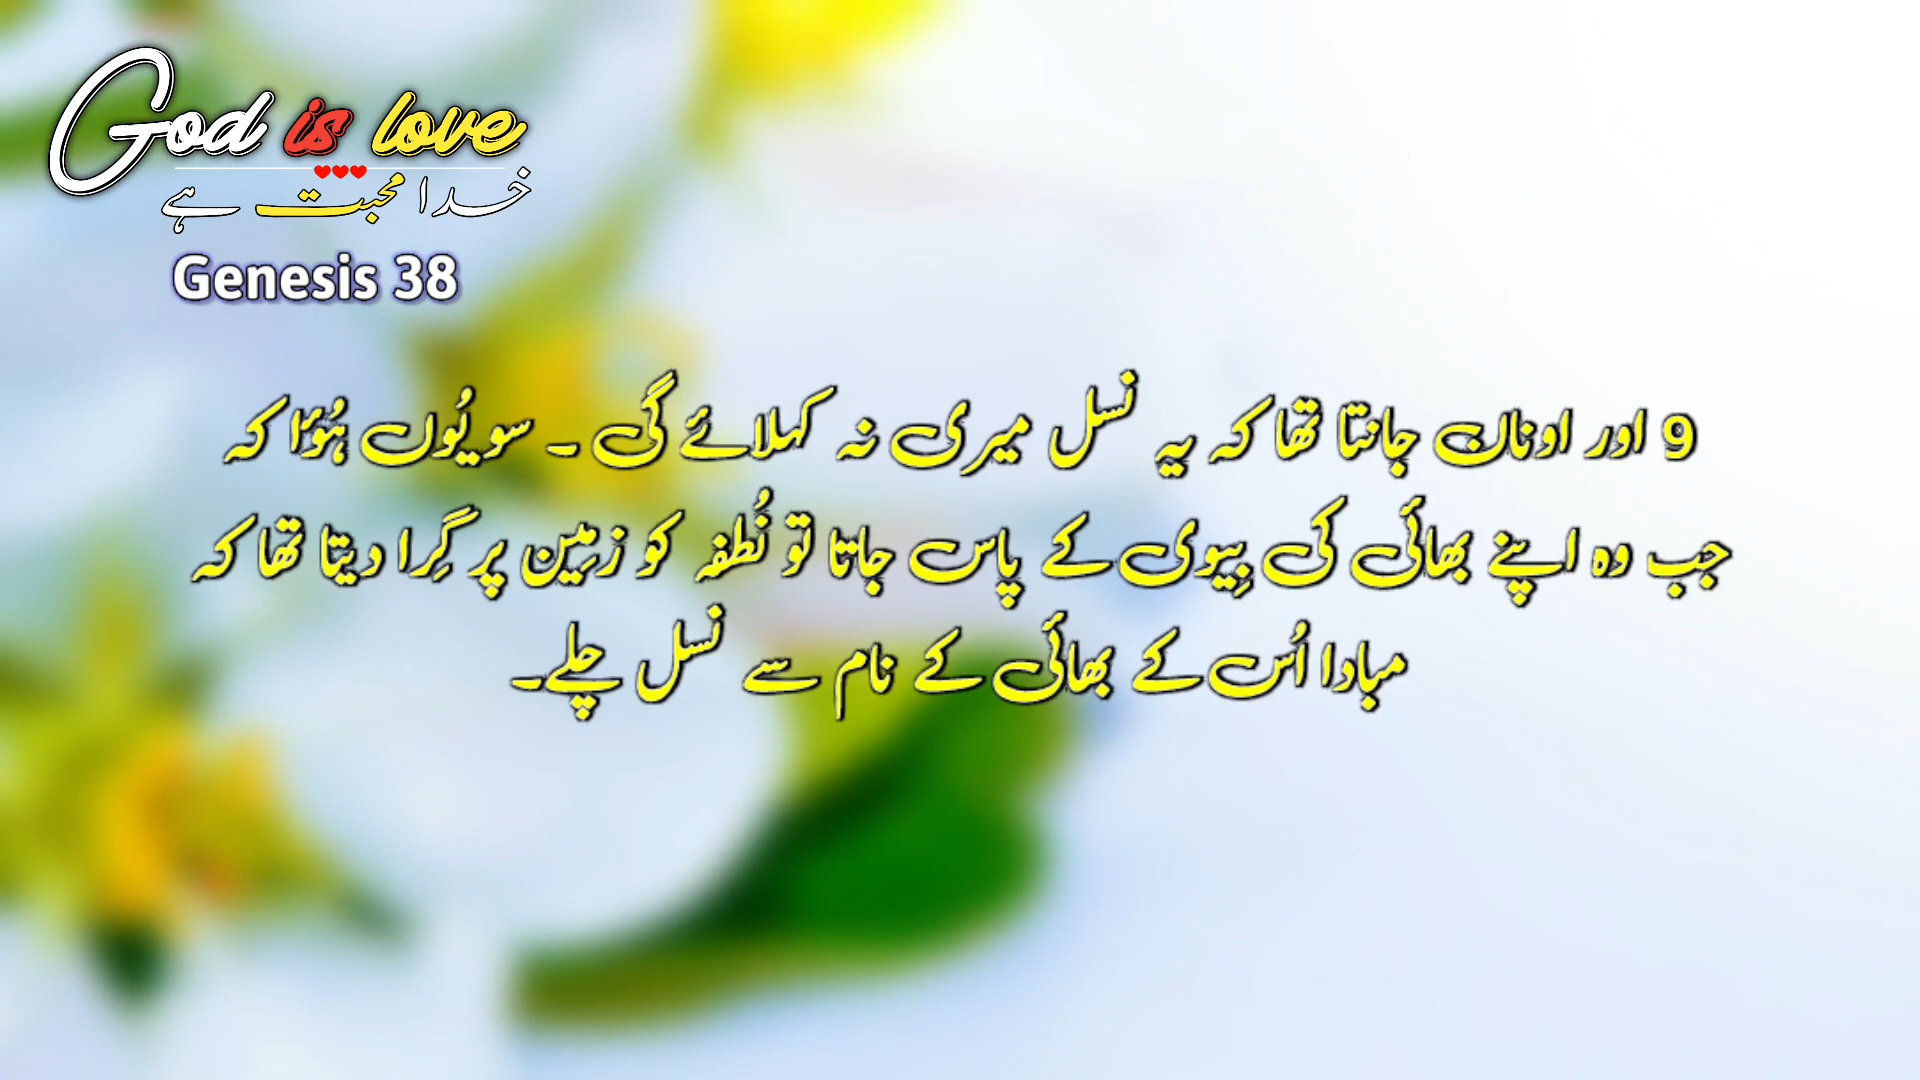 God is love
خدا محبت ہے
Genesis 38
9 اور اونان جانتا تھا کہ یہ نسل میری نہ کہلائے گی ۔ سو یُوں ہُؤا کہ
جب وہ اپنے بھائی کی بِیوی کے پاس جاتا تو نُطفہ کو زمِین پر گِرا دیتا تھا کہ
مبادا اُس کے بھائی کے نام سے نسل چلے۔